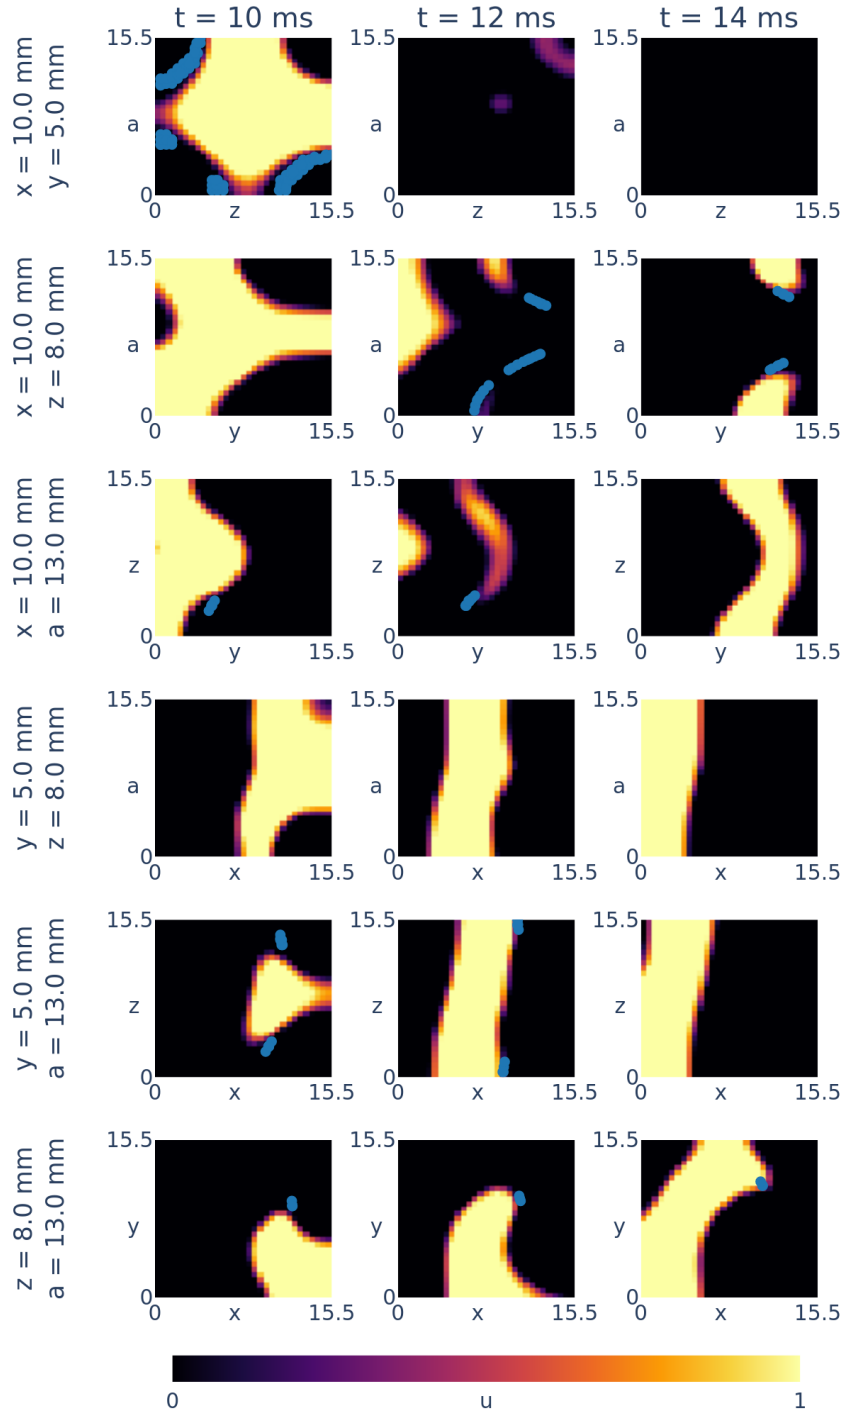 t = 10 ms t = 12 ms t = 14 ms
x = 10.0 mm
y = 5.0 mm
15.5 a 0 0 z 15.5
15.5 a 0 0 z 15.5
15.5 a 0 0 z 15.5
x = 10.0 mm
z = 8.0 mm
15.5 a 0 0 y 15.5
15.5 a 0 0 y 15.5
15.5 a 0 0 y 15.5
x = 10.0 mm
a = 13.0 mm
15.5 z 0 0 y 15.5
15.5 z 0 0 y 15.5
15.5 z 0 0 y 15.5
y = 5.0 mm
z = 8.0 mm
15.5 a 0 0 x 15.5
15.5 a 0 0 x 15.5
15.5 a 0 0 x 15.5
y = 5.0 mm
a = 13.0 mm
15.5 z 0 0 x 15.5
15.5 z 0 0 x 15.5
15.5 z 0 0 x 15.5
z = 8.0 mm
a = 13.0 mm
15.5 y 0 0 x 15.5
15.5 y 0 0 x 15.5
15.5 y 0 0 x 15.5
0 u 1